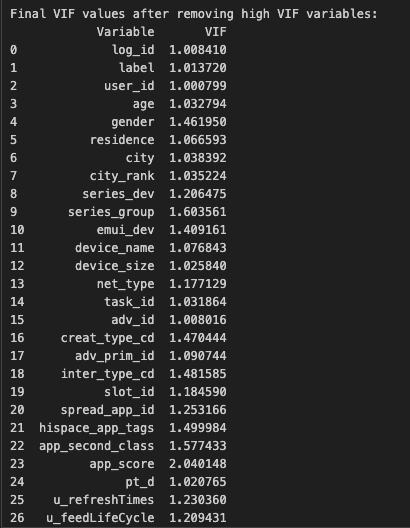 Final VIF values after removing high VIF variables:
Variable VIF
0 log_id 1.008410
1 label 1.013720
2 user_id 1.000799
3 age 1.032794
4 gender 1.461950
5 residence 1.066593
6 city 1.038392
7 city_rank 1.035224
8 series_dev 1.206475
9 series_group 1.603561
10 emui_dev 1.409161
11 device_name 1.076843
12 device_size 1.025840
13 net_type 1.177129
14 task_id 1.031864
15 adv_id 1.008016
16 creat_type_cd 1.470444
17 adv_prim_id 1.090744
18 inter_type_cd 1.481585
19 slot_id 1.184590
20 spread_app_id 1.253166
21 hispace_app_tags 1.499984
22 app_second_class 1.577433
23 app_score 2.040148
24 pt_d 1.020765
25 u_refreshTimes 1.230360
26 u_feedLifeCycle 1.209431